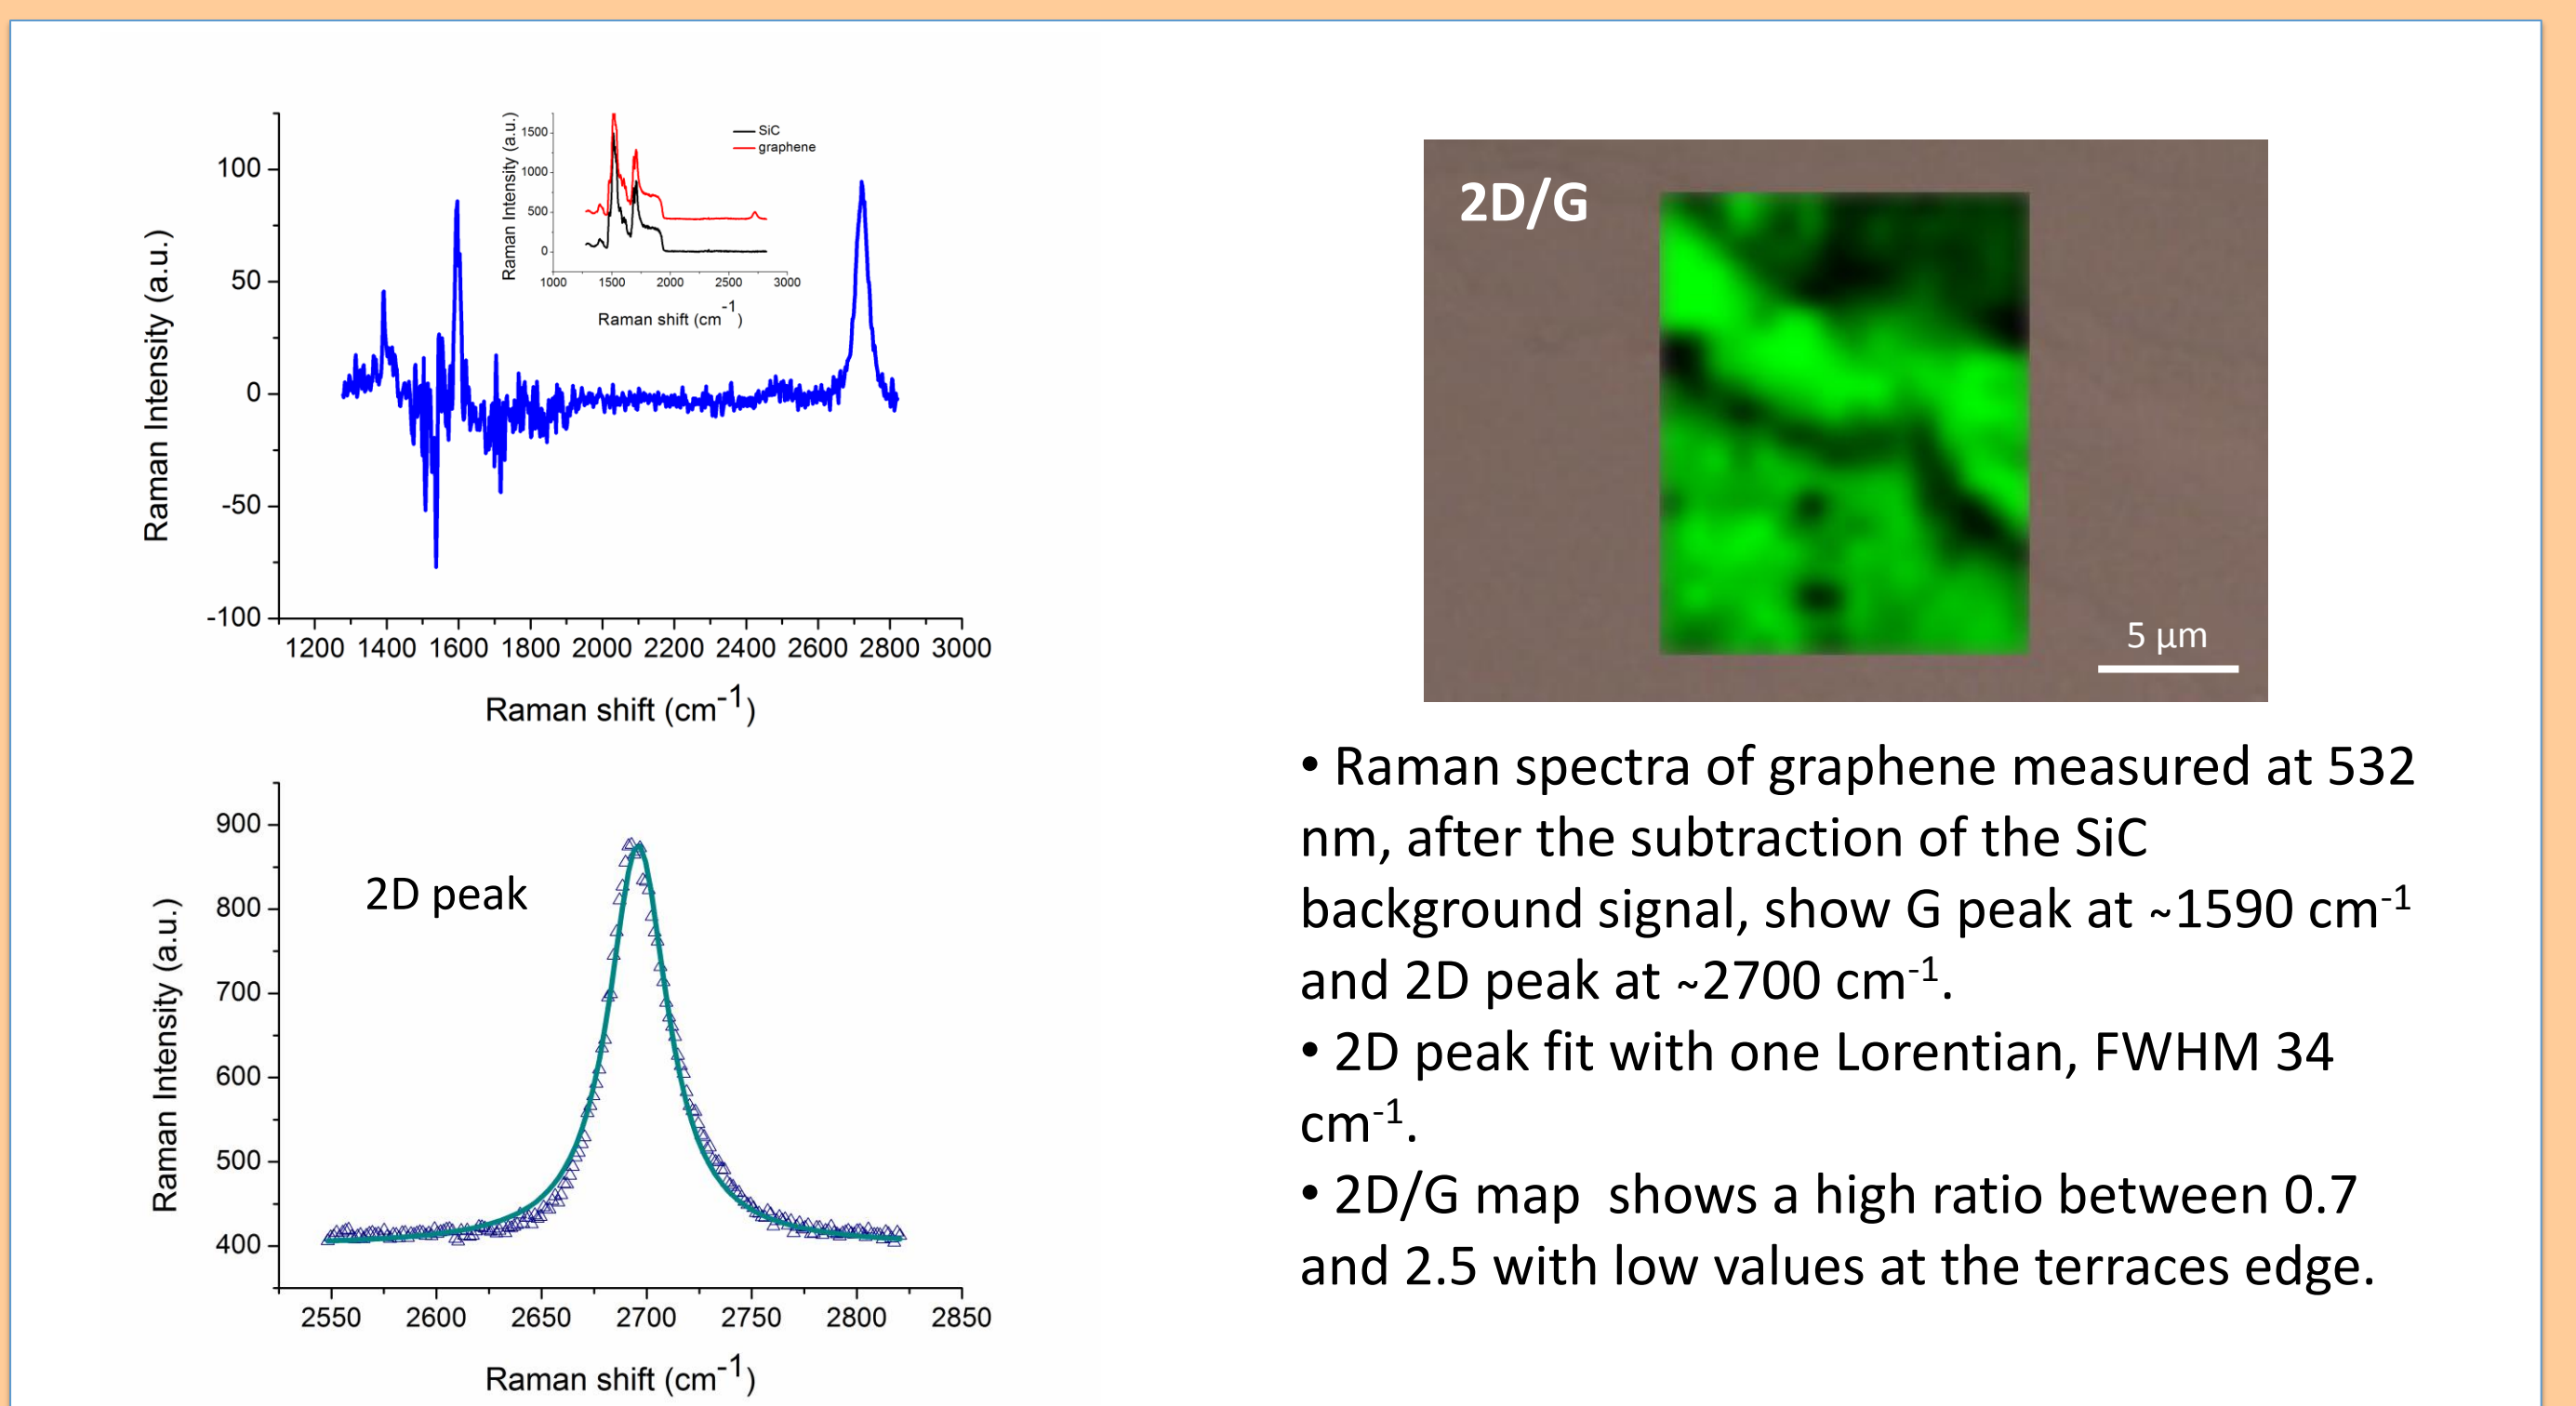 100
50
0
-50
-100
1200 1400 1600 1800 2000 2200 2400 2600 2800 3000
Raman Intensity (a.u.)
Raman shift (cm-1)
1500
1000
500
0
1000 1500 2000 2500 3000
Raman Intensity (a.u.)
Raman shift (cm-1)
SiC
graphene
2D/G
5 µm
900
800
700
600
500
400
2550 2600 2650 2700 2750 2800 2850
Raman Intensity (a.u.)
Raman shift (cm-1)
2D peak
• Raman spectra of graphene measured at 532
nm, after the subtraction of the SiC
background signal, show G peak at ~1590 cm-1
and 2D peak at ~2700 cm-1.
• 2D peak fit with one Lorentian, FWHM 34
cm-1.
• 2D/G map  shows a high ratio between 0.7
and 2.5 with low values at the terraces edge.